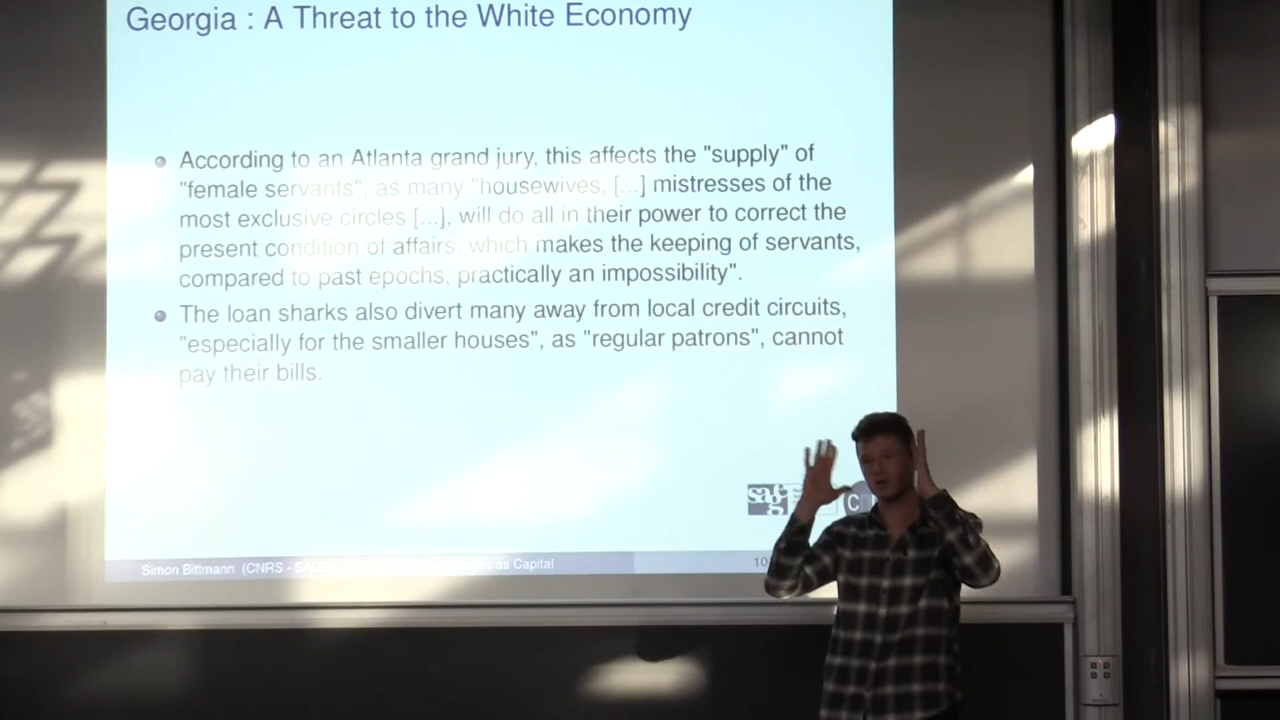 Georgia : A Threat to the White Economy
According to an Atlanta grand jury, this affects the "supply" of
"female servants", as many "housewives, [...] mistresses of the
most exclusive circles [...], will do all in their power to correct the
present condition of affairs, which makes the keeping of servants,
compared to past epochs, practically an impossibility".
The loan sharks also divert many away from local credit circuits,
"especially for the smaller houses", as "regular patrons", cannot
pay their bills.
sage
Simon Bittmann (CNRS - SAGE) as Capital
10